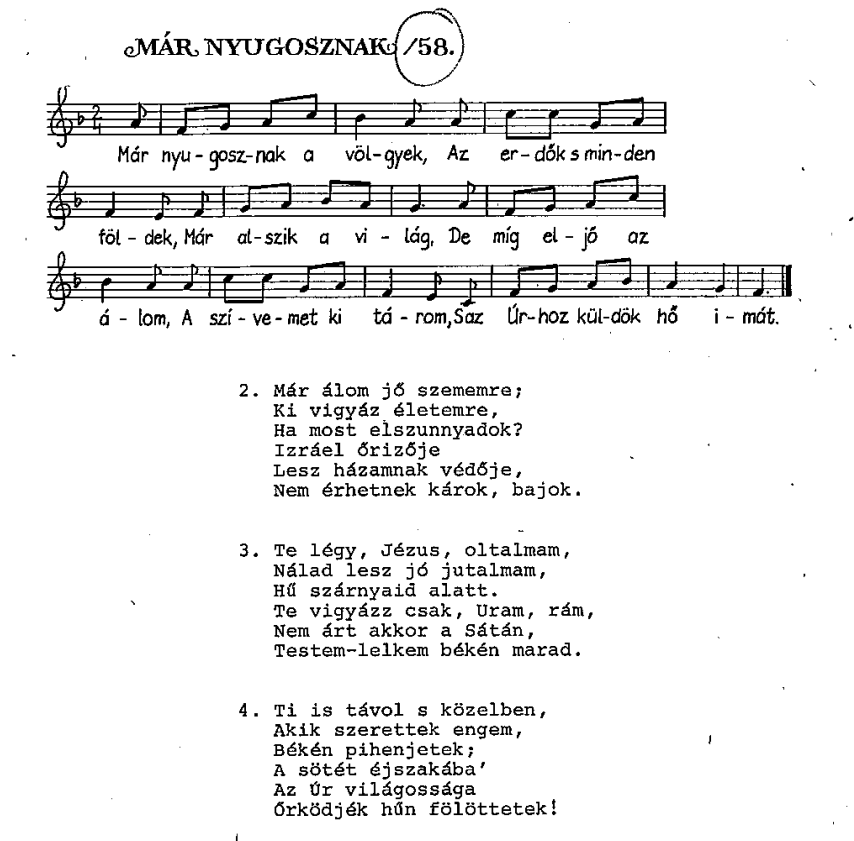 MÁR NYUGOSZNAK /58.
Már nyu-gosz-nak a völ-gyek, Az er-dők s min-den
föl-dek, Már al-szik a vi-lág, De míg el-jő az
á-lom, A szí-ve-met ki tá-rom, S az Úr-hoz kül-dök hő i-mát.
2. Már álom jő szememre;
Ki vigyáz életemre,
Ha most elszunnyadok?
Izráel őrizője
Lesz házamnak védője,
Nem érhetnek károk, bajok.
3. Te légy, Jézus, oltalmam,
Nálad lesz jó jutalmam,
Hű szárnyaid alatt.
Te vigyázz csak, Uram, rám,
Nem árt akkor a Sátán,
Testem-lelkem békén marad.
4. Ti is távol s közelben,
Akik szerettek engem,
Békén pihenjetek;
A sötét éjszakába'
Az Úr világossága
Őrködjék hűn fölöttetek!